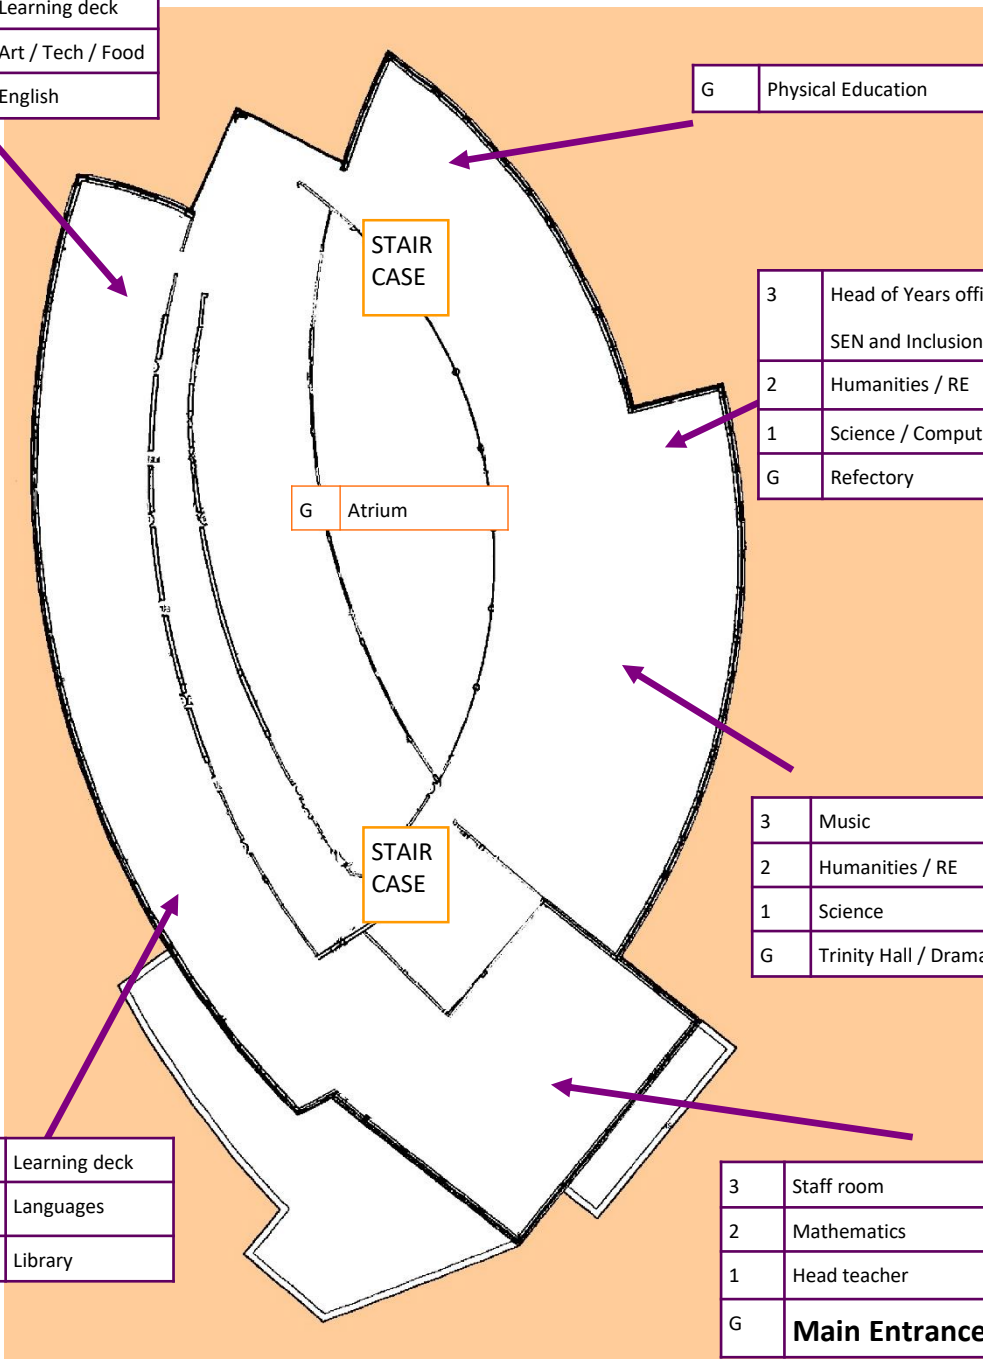 Learning deck
Art / Tech / Food
English
G Physical Education
STAIR
CASE
3 Head of Years offi
SEN and Inclusion
2 Humanities / RE
1 Science / Comput
G Refectory
G Atrium
3 Music
2 Humanities / RE
1 Science
G Trinity Hall / Drama
STAIR
CASE
Learning deck
Languages
Library
3 Staff room
2 Mathematics
1 Head teacher
G Main Entrance